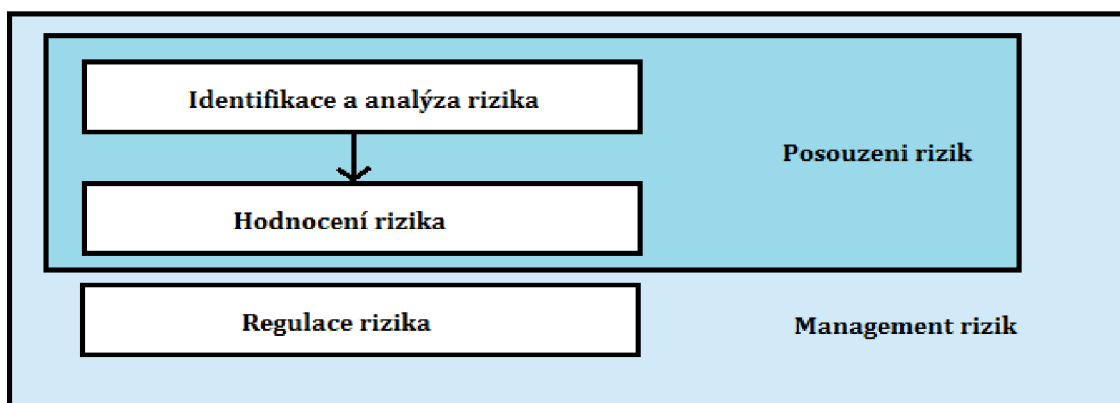 Identifikace a analýza rizika
Posouzeni rizik
Hodnocení rizika
Regulace rizika
Management rizik